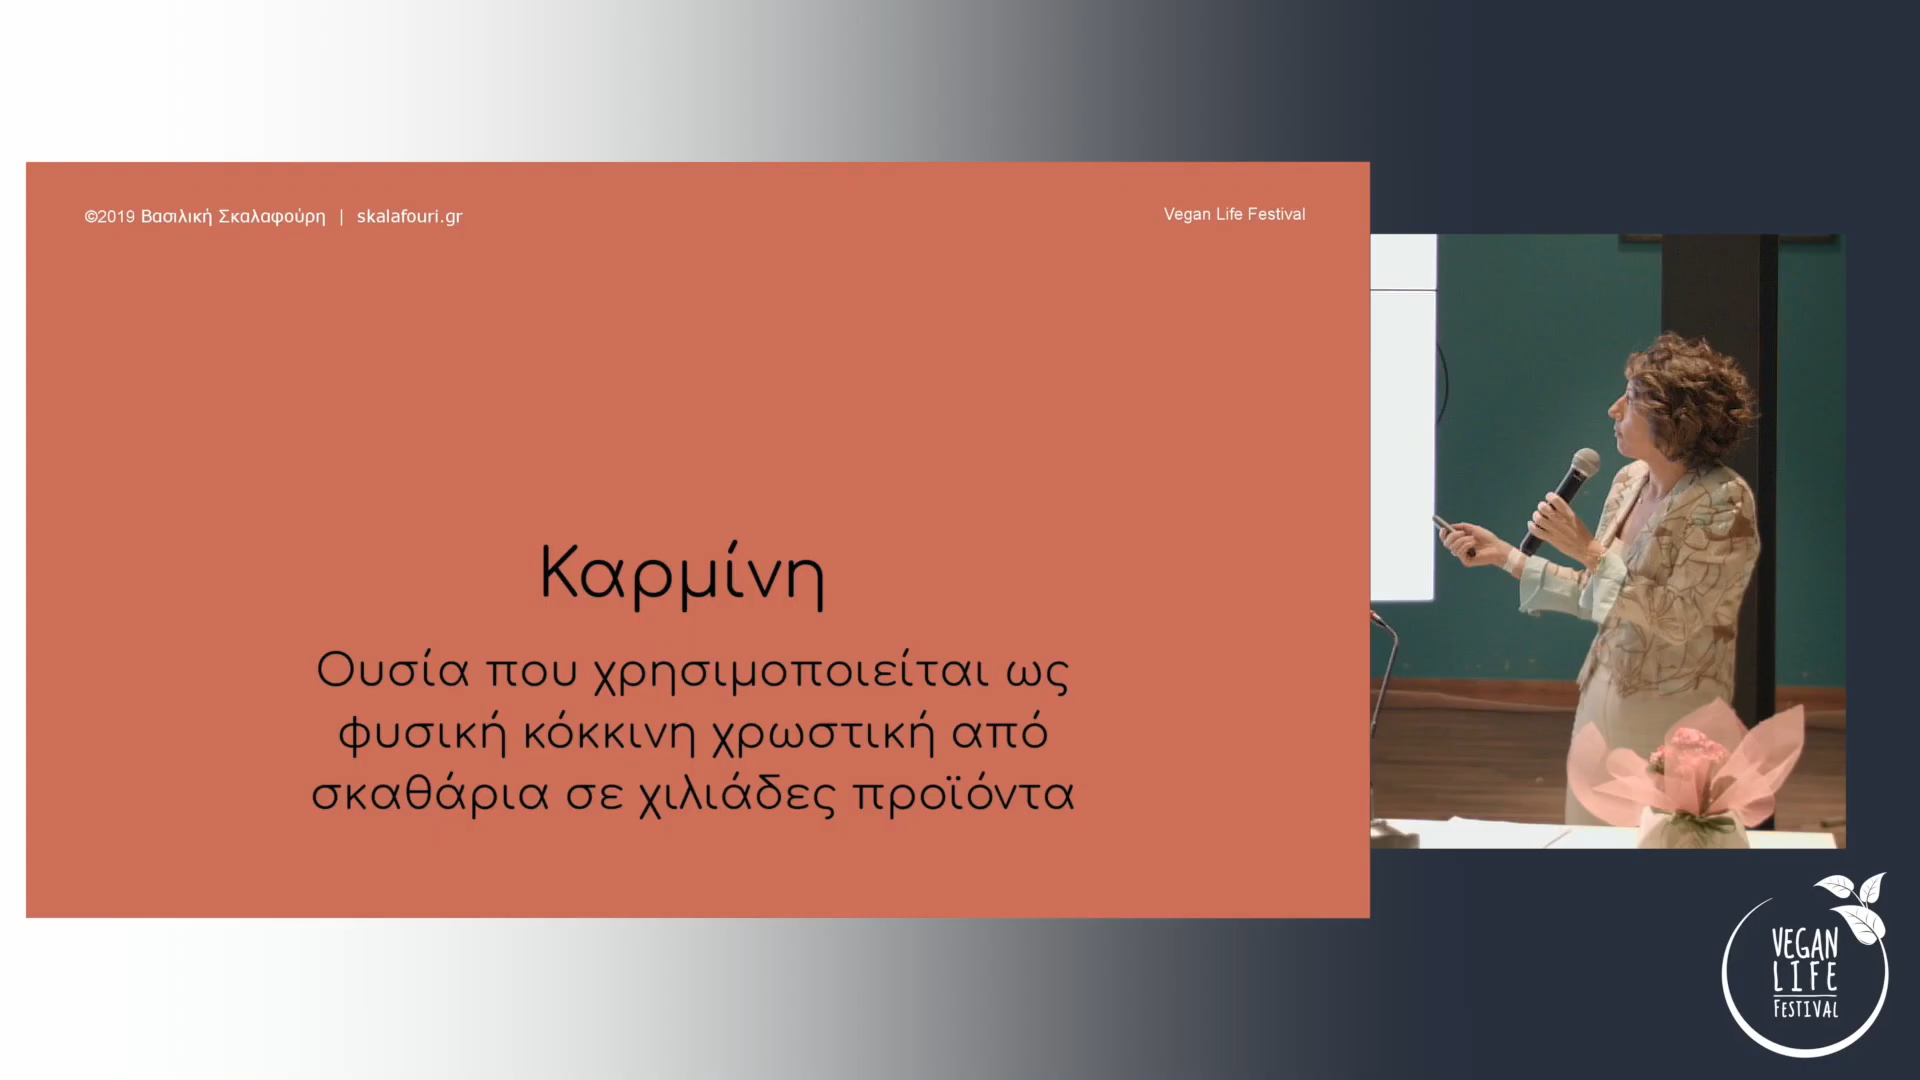 ©2019 Βασιλική Σκαλαφούρη | skalafouri.gr
Vegan Life Festival
Καρμίνη
Ουσία που χρησιμοποιείται ως
φυσική κόκκινη χρωστική από
σκαθάρια σε χιλιάδες προϊόντα
VEGAN
LIFE
FESTIVAL